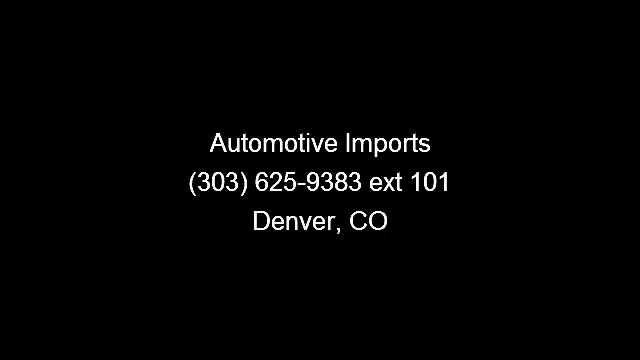 Automotive Imports
(303) 625-9383 ext 101
Denver, CO